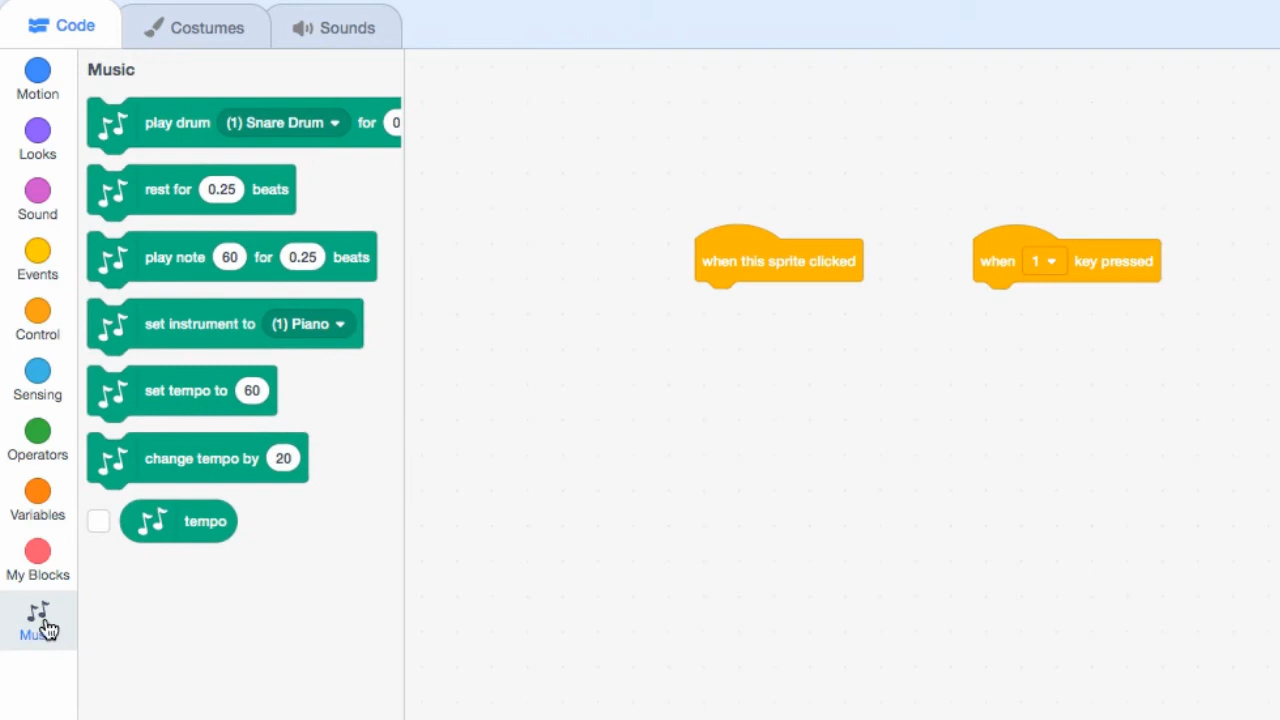 Code
Costumes
Sounds
Motion
Looks
Sound
Events
Control
Sensing
Operators
Variables
My Blocks
Music
play drum (1) Snare Drum for 0
rest for 0.25 beats
play note 60 for 0.25 beats
set instrument to (1) Piano
set tempo to 60
change tempo by 20
tempo
when this sprite clicked
when 1 key pressed